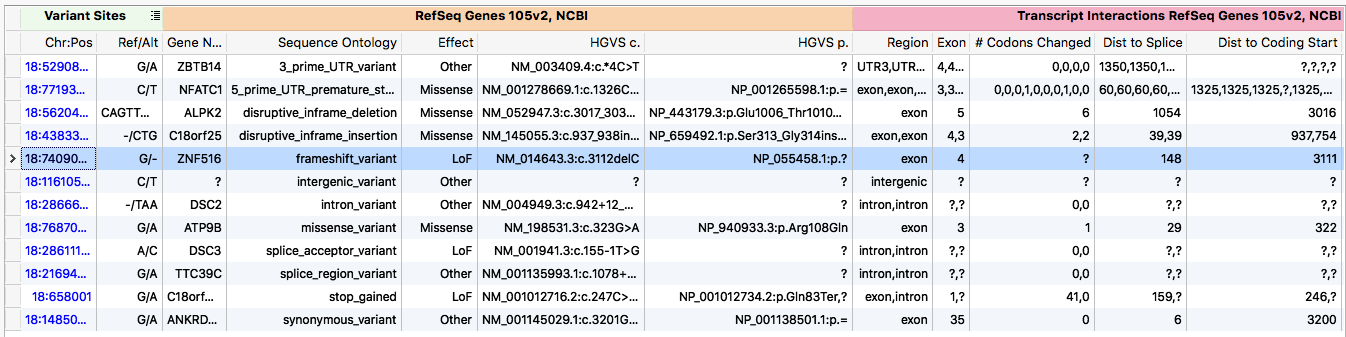 Variant Sites RefSeq Genes 105v2, NCBI Transcript Interactions RefSeq Genes 105v2, NCBI
Chr:Pos Ref/Alt Gene N... Sequence Ontology Effect HGVS c. HGVS p. Region Exon # Codons Changed Dist to Splice Dist to Coding Start
18:52908... G/A ZBTB14 3_prime_UTR_variant Other NM_003409.4:c.*4C>T ? UTR3,UTR... 4,4... 0,0,0,0 1350,1350,1... ?,?,?,?
18:77193... C/T NFATC1 5_prime_UTR_premature_st... Missense NM_001278669.1:c.1326C... NP_001265598.1:p.= exon,exon,... 3,3... 0,0,0,1,0,0,0,1,0,0 60,60,60,60,... 1325,1325,1325,?,1325,...
18:56204... CAGTT... ALPK2 disruptive_inframe_deletion Missense NM_052947.3:c.3017_303... NP_443179.3:p.Glu1006_Thr1010... exon 5 6 1054 3016
18:43833... -/CTG C18orf25 disruptive_inframe_insertion Missense NM_145055.3:c.937_938in... NP_659492.1:p.Ser313_Gly314ins... exon,exon 4,3 2,2 39,39 937,754
18:74090... G/- ZNF516 frameshift_variant LoF NM_014643.3:c.3112delC NP_055458.1:p.? exon 4 ? 148 3111
18:116105... C/T ? intergenic_variant Other ? ? intergenic ? ? ? ?
18:28666... -/TAA DSC2 intron_variant Other NM_004949.3:c.942+12_... ? intron,intron ?,? 0,0 ?,? ?,?
18:76870... G/A ATP9B missense_variant Missense NM_198531.3:c.323G>A NP_940933.3:p.Arg108Gln exon 3 1 29 322
18:286111... A/C DSC3 splice_acceptor_variant LoF NM_001941.3:c.155-1T>G ? intron,intron ?,? 0,0 ?,? ?,?
18:21694... G/A TTC39C splice_region_variant Other NM_001135993.1:c.1078+... ? intron,intron ?,? 0,0 ?,? ?,?
18:658001 G/A C18orf... stop_gained LoF NM_001012716.2:c.247C>... NP_001012734.2:p.Gln83Ter,? exon,intron 1,? 41,0 159,? 246,?
18:14850... G/A ANKRD... synonymous_variant Other NM_001145029.1:c.3201G... NP_001138501.1:p.= exon 35 0 6 3200